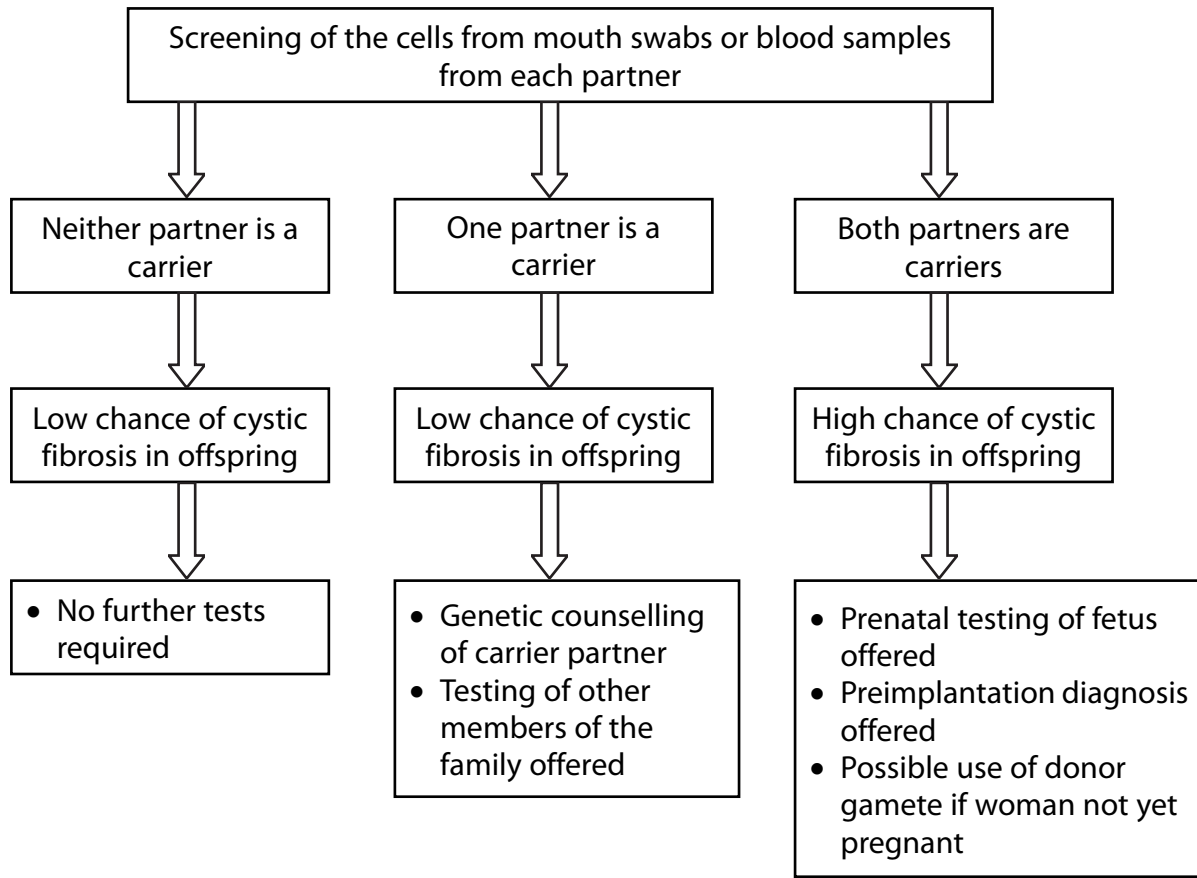 Screening of the cells from mouth swabs or blood samples
from each partner
Neither partner is a
carrier
One partner is a
carrier
Both partners are
carriers
Low chance of cystic
fibrosis in offspring
Low chance of cystic
fibrosis in offspring
High chance of cystic
fibrosis in offspring
• No further tests
required
• Genetic counselling
of carrier partner
• Testing of other
members of the
family offered
• Prenatal testing of fetus
offered
• Preimplantation diagnosis
offered
• Possible use of donor
gamete if woman not yet
pregnant